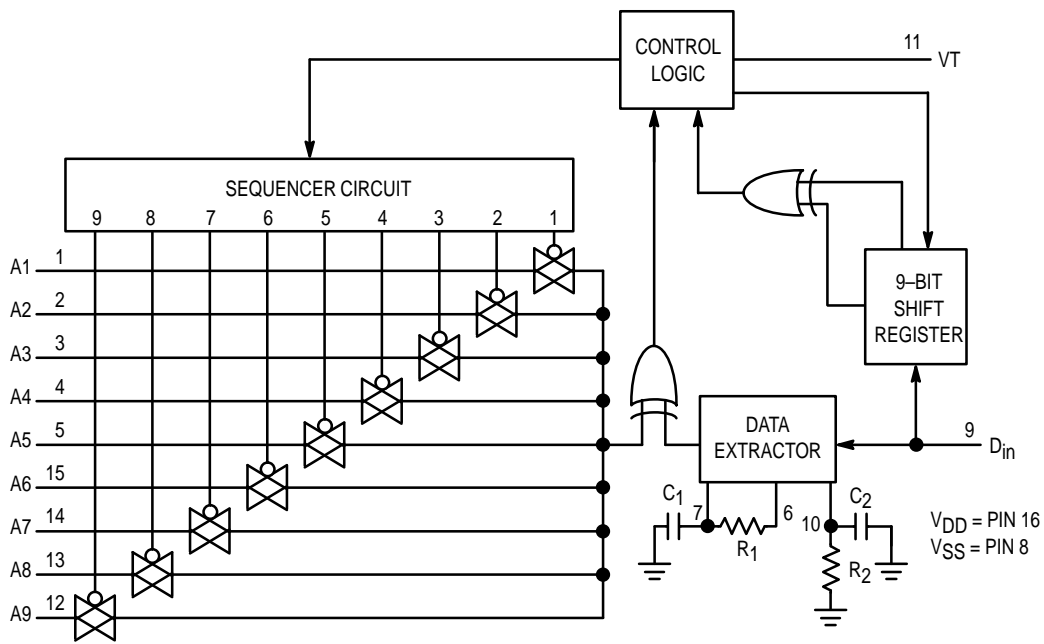 CONTROL
LOGIC
11
VT
SEQUENCER CIRCUIT
9 8 7 6 5 4 3 2 1
A1 1
A2 2
A3 3
A4 4
A5 5
A6 15
A7 14
A8 13
A9 12
9–BIT
SHIFT
REGISTER
DATA
EXTRACTOR
9
Din
C1
7
R1
6
10
C2
R2
VDD = PIN 16
VSS = PIN 8